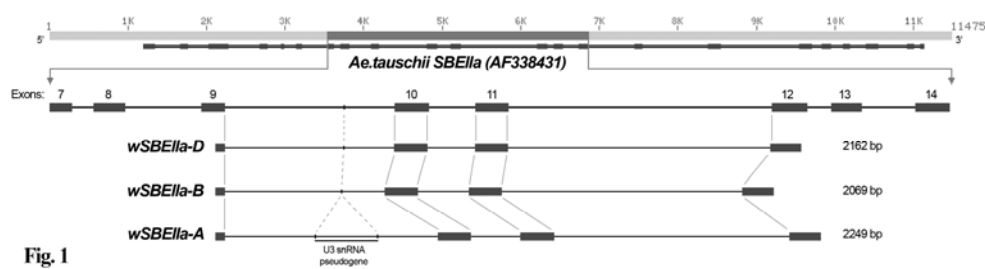 1 1K 2K 3K 4K 5K 6K 7K 8K 9K 10K 11K 11475
5' 3'
Ae.tauschii SBEIIa (AF338431)
Exons: 7 8 9 10 11 12 13 14
wSBEIIa-D 2162 bp
wSBEIIa-B 2069 bp
wSBEIIa-A 2249 bp
U3 snRNA
pseudogene
Fig. 1